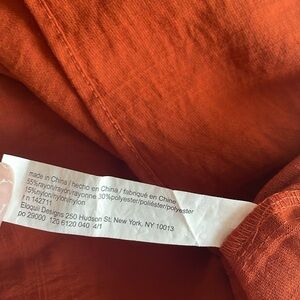 made in China / hecho en China / fabriqué en Chine
55%rayon/rayón/rayonne 30%polyester/poliéster/polyester
15%nylon/nylon/nylon
r n 142711
Eloquii Designs 250 Hudson St, New York, NY 10013
po 29000 120 6120 040 4/1